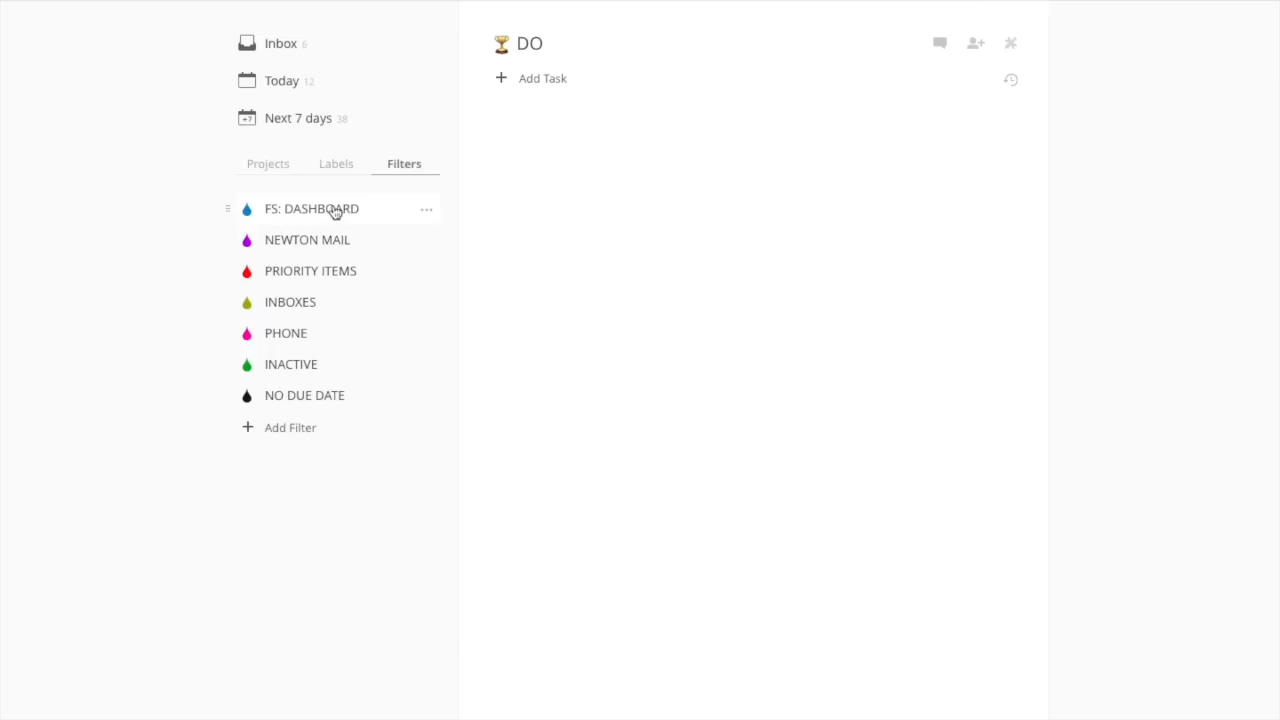 Inbox 6
Today 12
Next 7 days 38
Projects Labels Filters
FS: DASHBOARD
NEWTON MAIL
PRIORITY ITEMS
INBOXES
PHONE
INACTIVE
NO DUE DATE
+ Add Filter
DO
+ Add Task